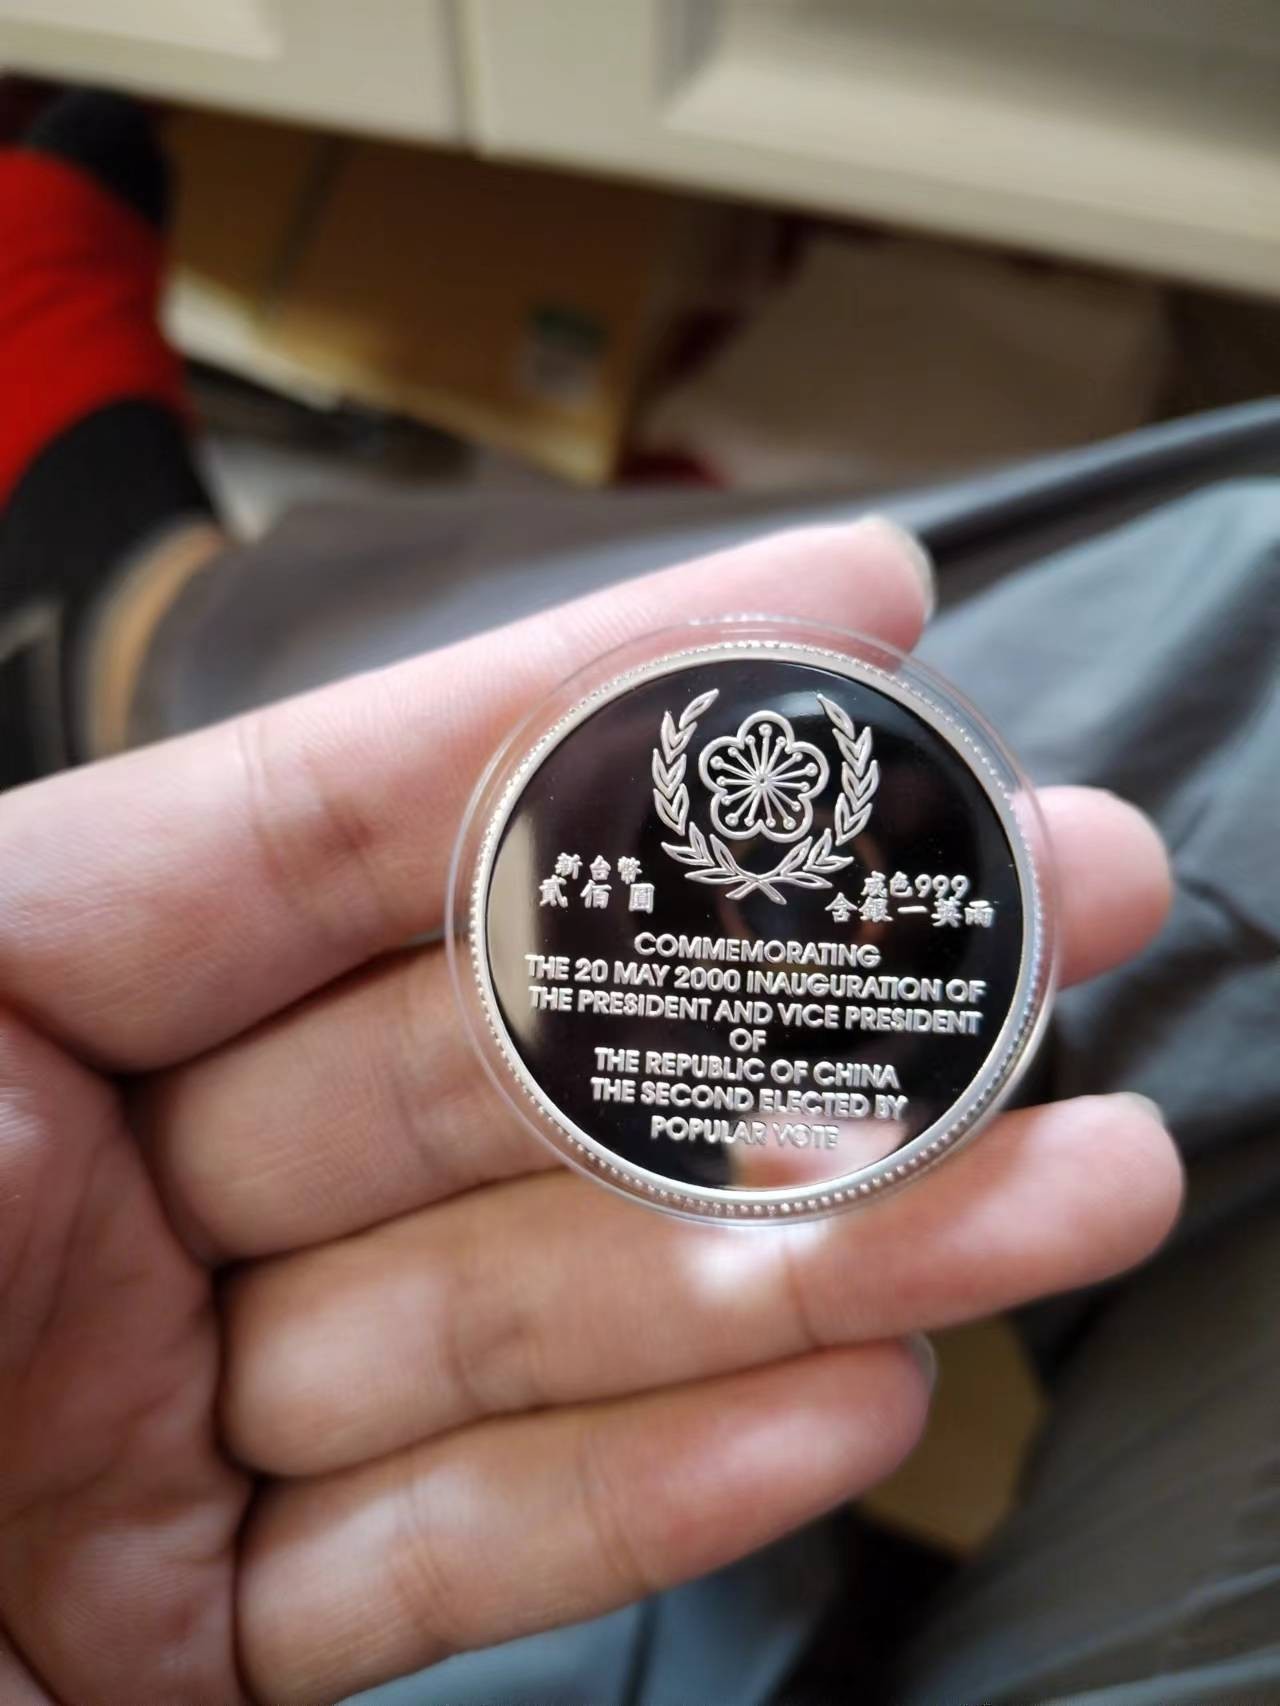 新台幣
貳佰圓
成色999
含銀一英兩
COMMEMORATING
THE 20 MAY 2000 INAUGURATION OF
THE PRESIDENT AND VICE PRESIDENT
OF
THE REPUBLIC OF CHINA
THE SECOND ELECTED BY
POPULAR VOTE